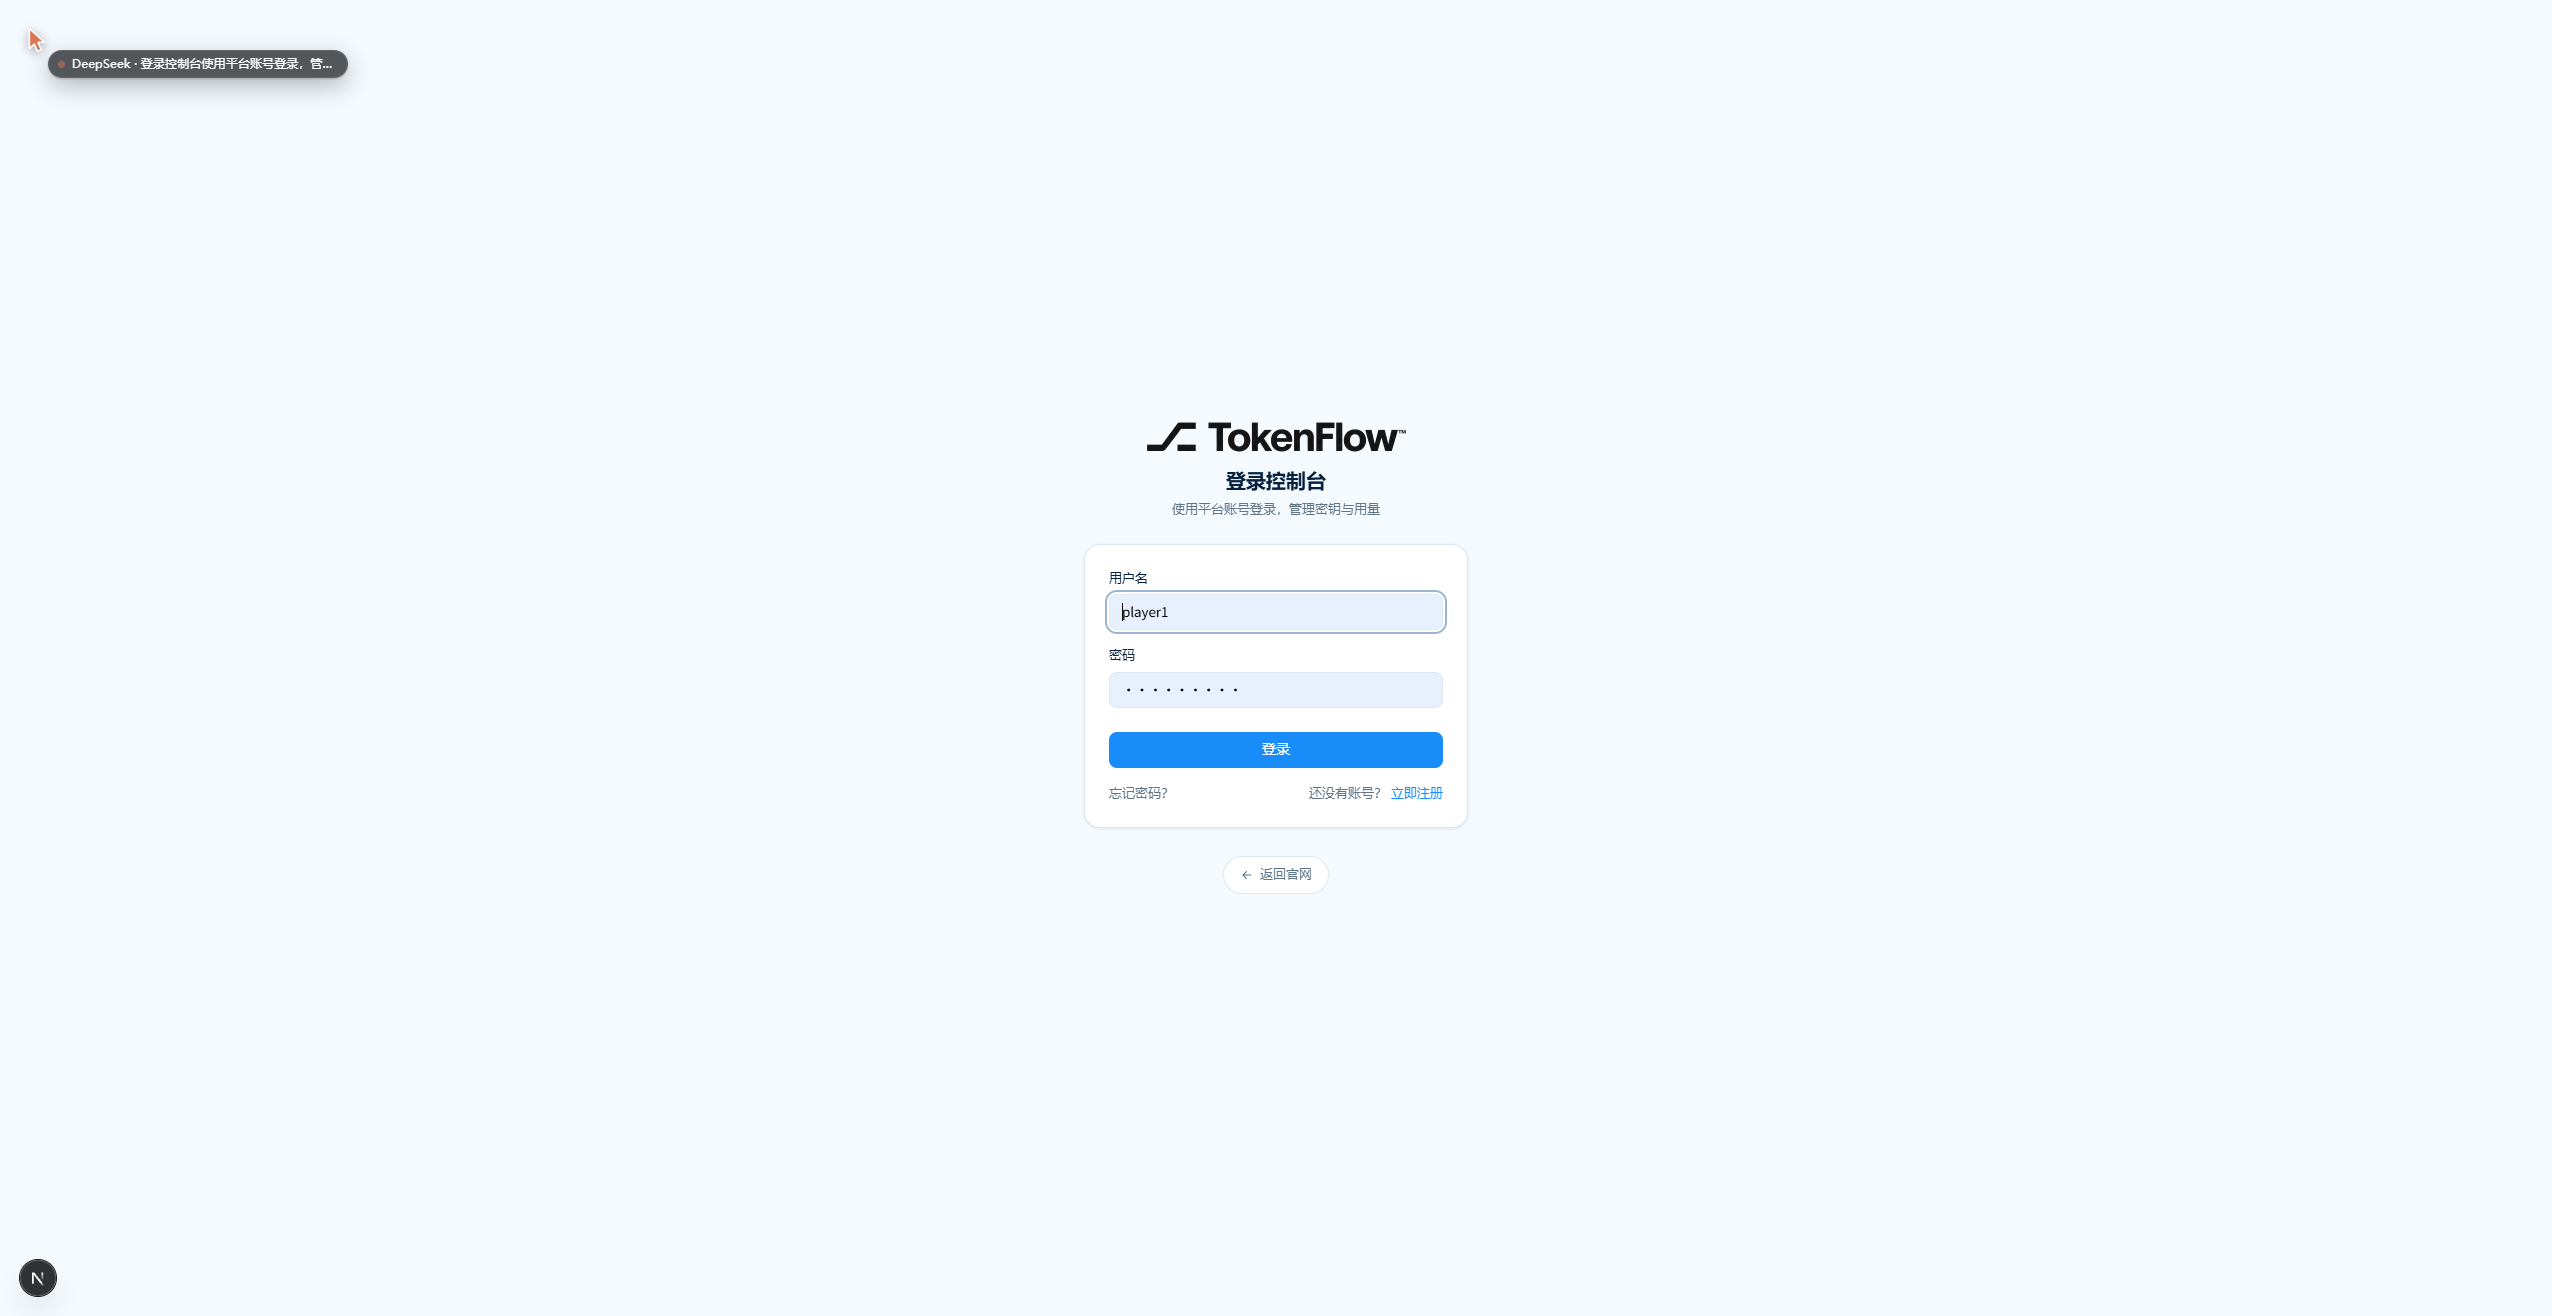 DeepSeek · 登录控制台使用平台账号登录，管...
TokenFlow™
登录控制台
使用平台账号登录，管理密钥与用量
用户名
player1
密码
•••••••••
登录
忘记密码？
还没有账号？ 立即注册
← 返回官网
N